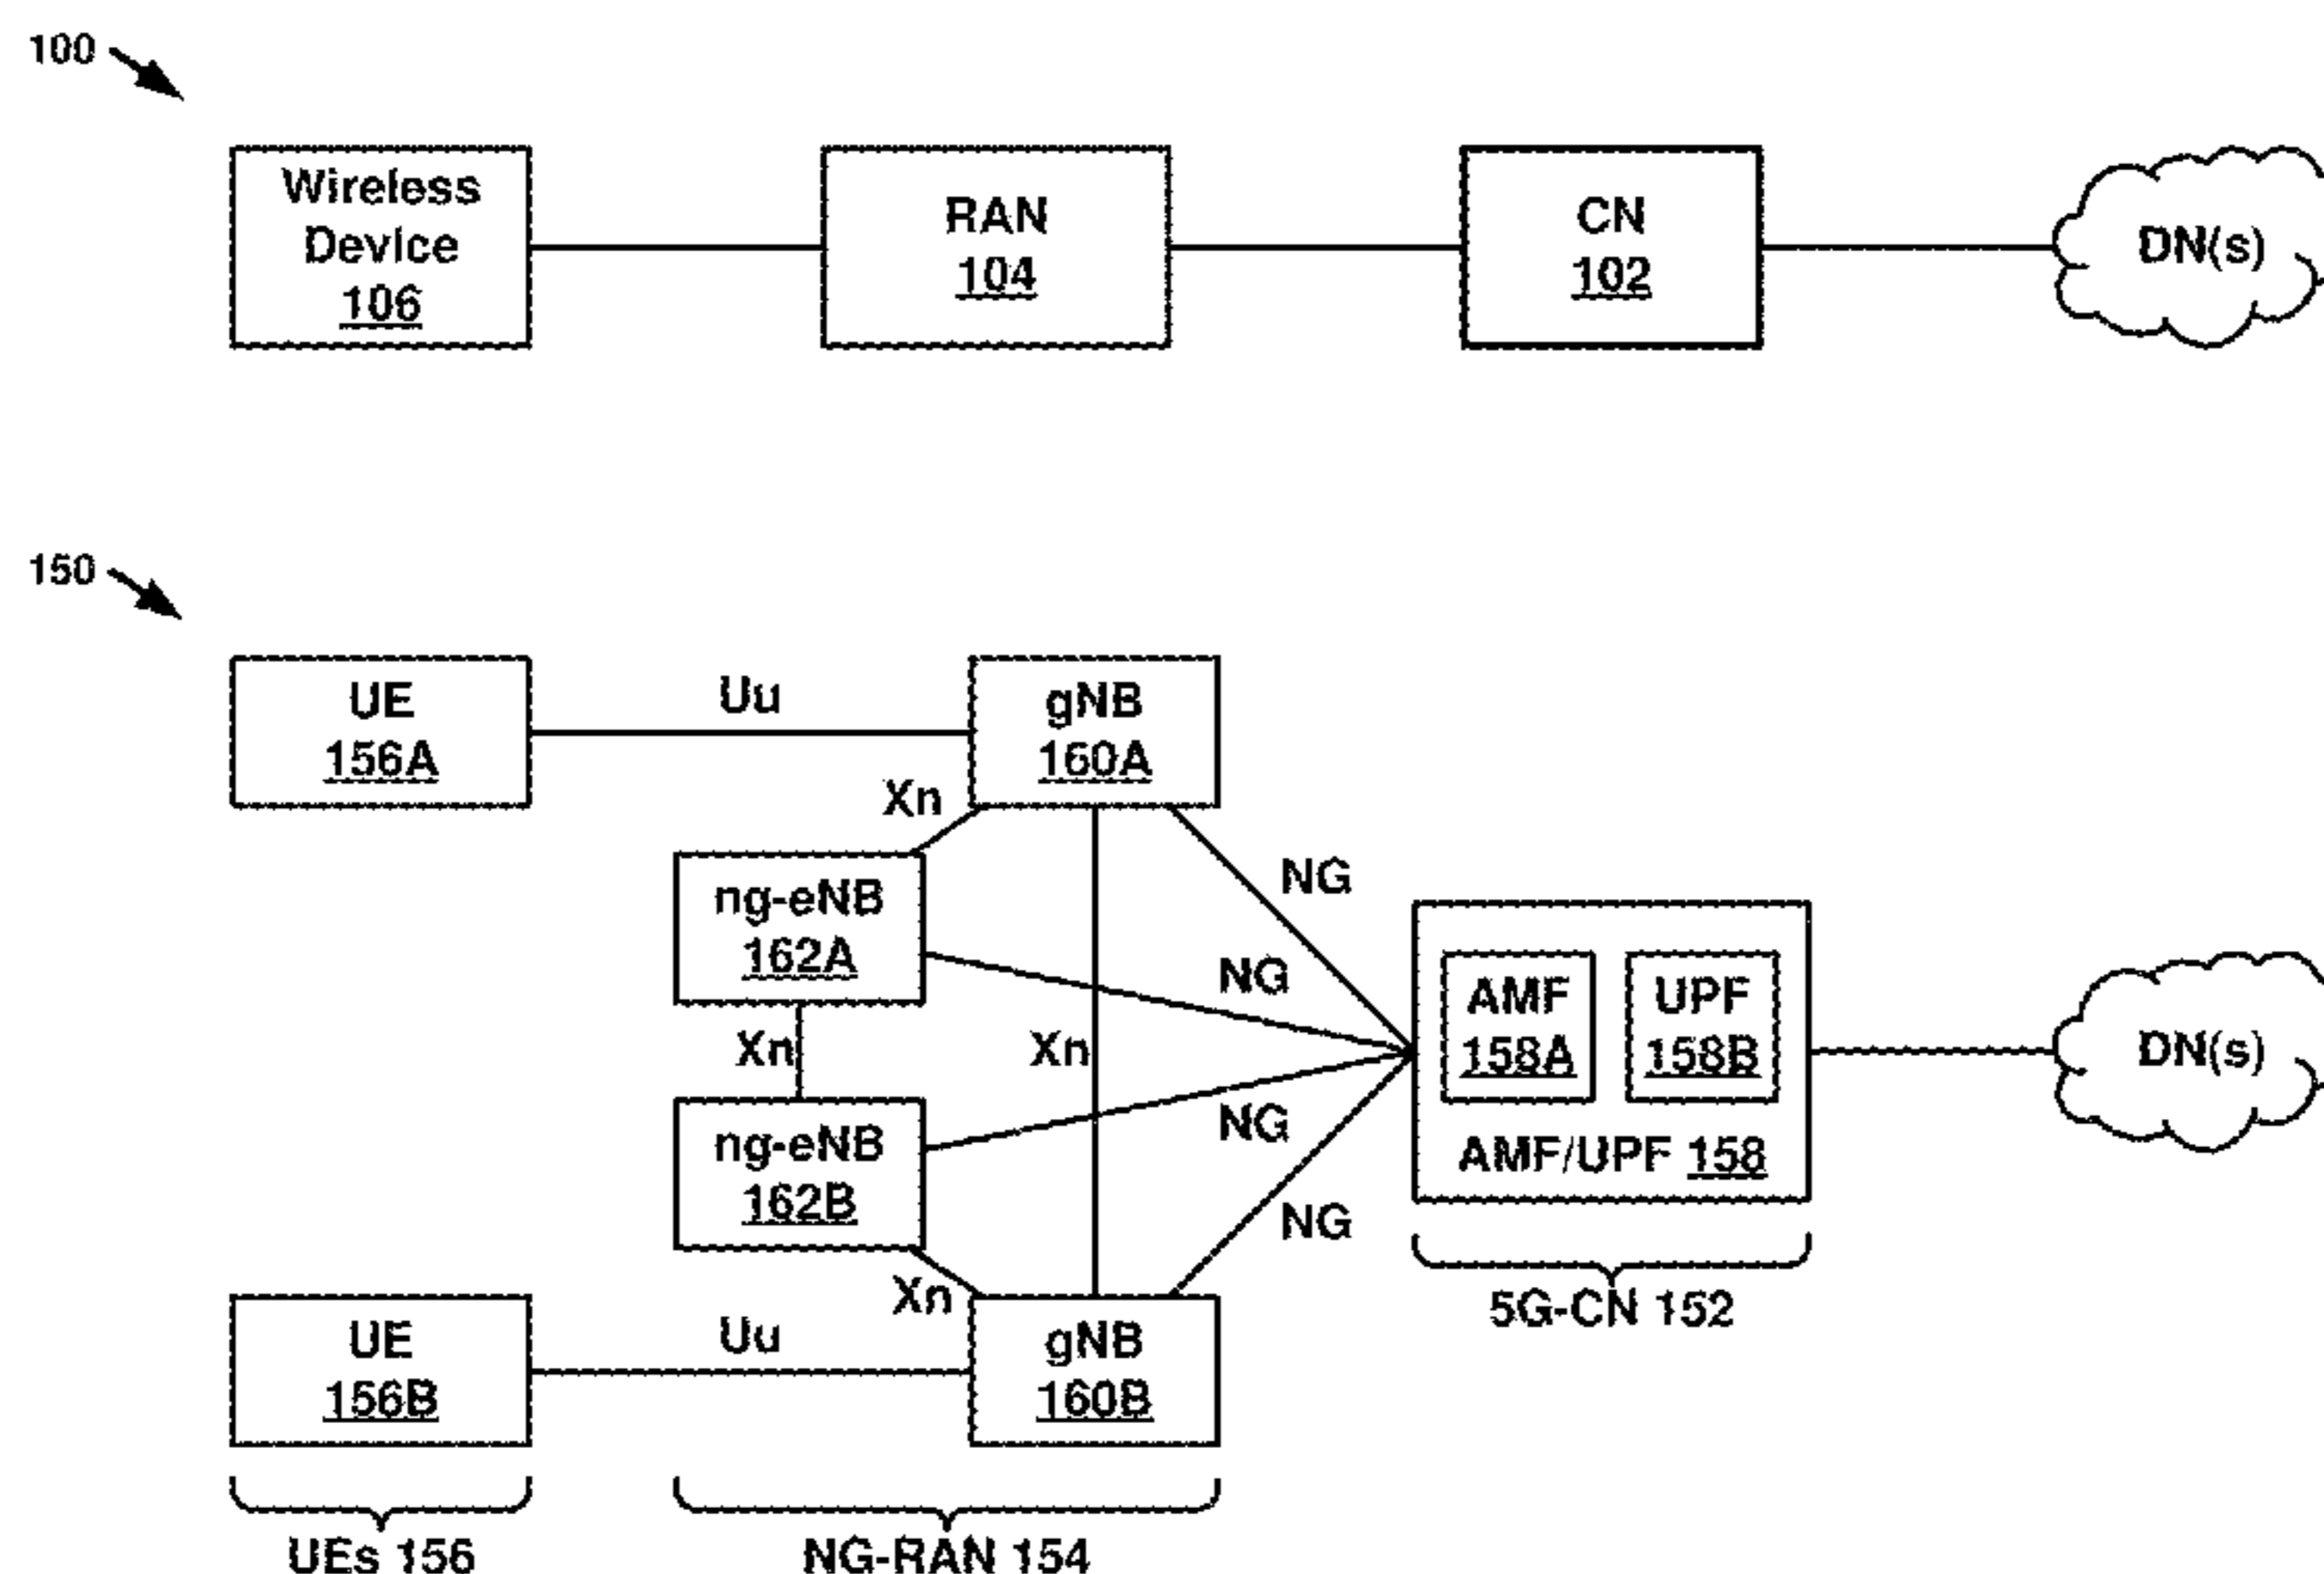 100
Wireless
Device
106
RAN
104
CN
102
DN(s)
150
UE
156A
Uu
gNB
160A
Xn
ng-eNB
162A
NG
NG
Xn
Xn
AMF
158A
UPF
158B
AMF/UPF 158
DN(s)
ng-eNB
162B
NG
NG
Xn
5G-CN 152
UE
156B
Uu
gNB
160B
UEs 156
NG-RAN 154